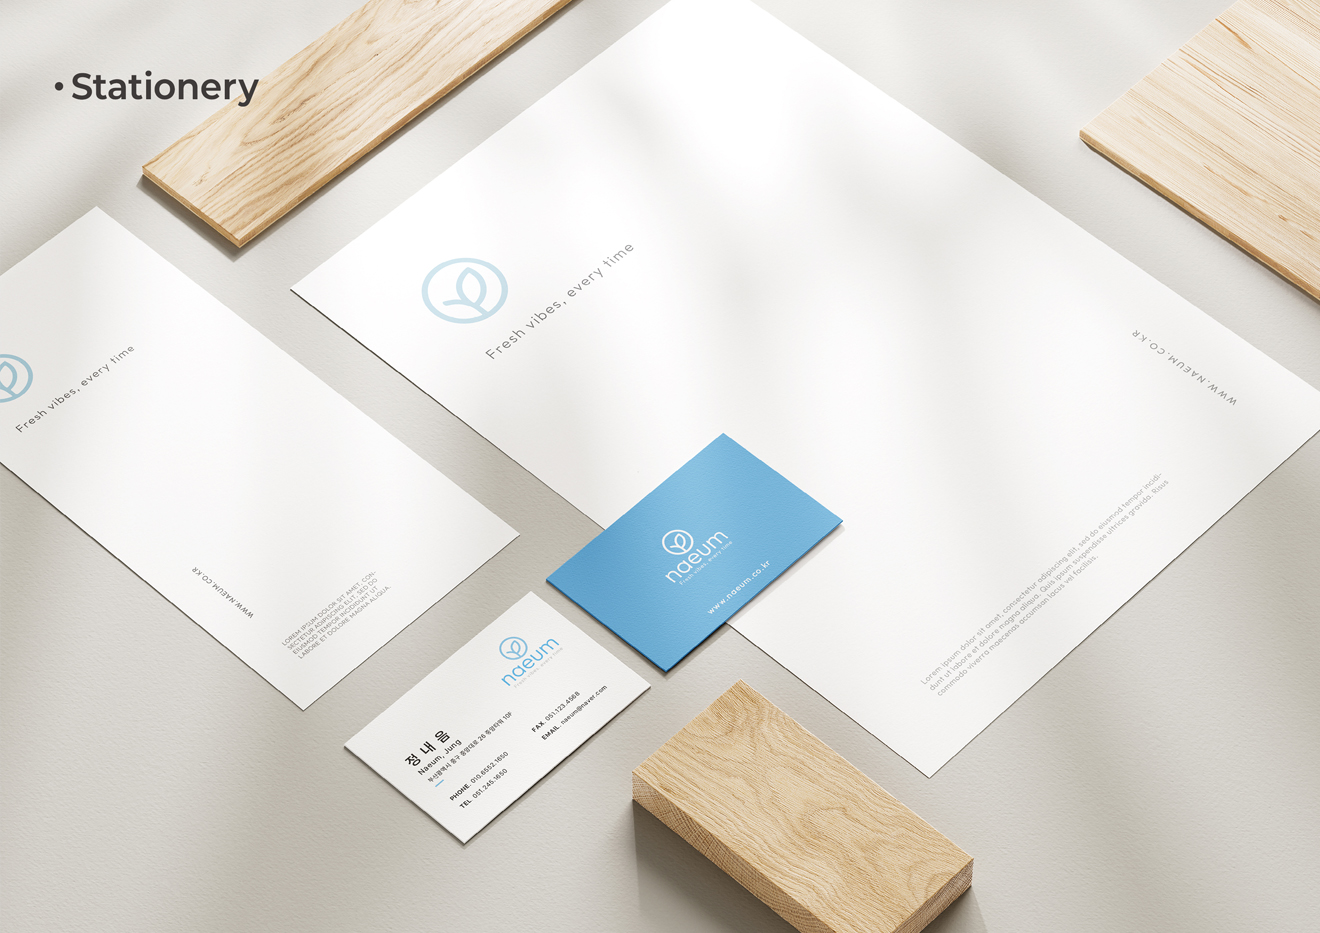 • Stationery
Fresh vibes, every time
WWW.NAEUM.CO.KR
LOREM IPSUM DOLOR SIT AMET, CON-
SECTETUR ADIPISCING ELIT, SED DO
EIUSMOD TEMPOR INCIDIDUNT UT
LABORE ET DOLORE MAGNA ALIQUA.
Fresh vibes, every time
WWW.NAEUM.CO.KR
Lorem ipsum dolor sit amet, consectetur adipiscing elit, sed do eiusmod tempor incidi-
dunt ut labore et dolore magna aliqua. Quis ipsum suspendisse ultrices gravida. Risus
commodo viverra maecenas accumsan lacus vel facilisis.
naeum
Fresh vibes, every time
www.naeum.co.kr
naeum
Fresh vibes, every time
정내음
Naeum, Jung
부산광역시 중구 중앙대로 26 중앙타워 10F
PHONE. 010.6552.1650
TEL. 051.245.1650
FAX. 051.123.4568
EMAIL. naeum@naver.com